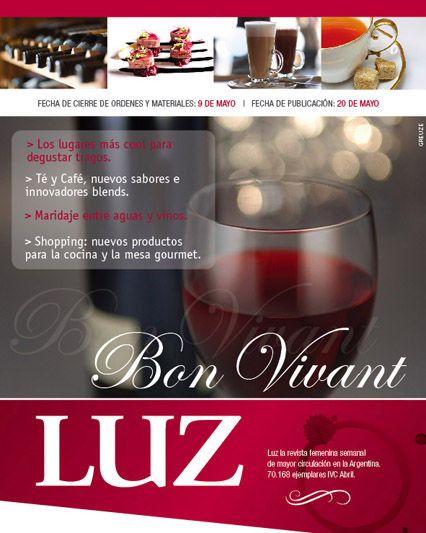 FECHA DE CIERRE DE ORDENES Y MATERIALES: 9 DE MAYO | FECHA DE PUBLICACIÓN: 20 DE MAYO
GRENZE
> Los lugares más cool para
degustar tragos.
> Té y Café, nuevos sabores e
innovadores blends.
> Maridaje entre aguas y vinos.
> Shopping: nuevos productos
para la cocina y la mesa gourmet.
Bon Vivant
Bon Vivant
LUZ
Luz la revista femenina semanal
de mayor circulación en la Argentina.
70.168 ejemplares IVC Abril.